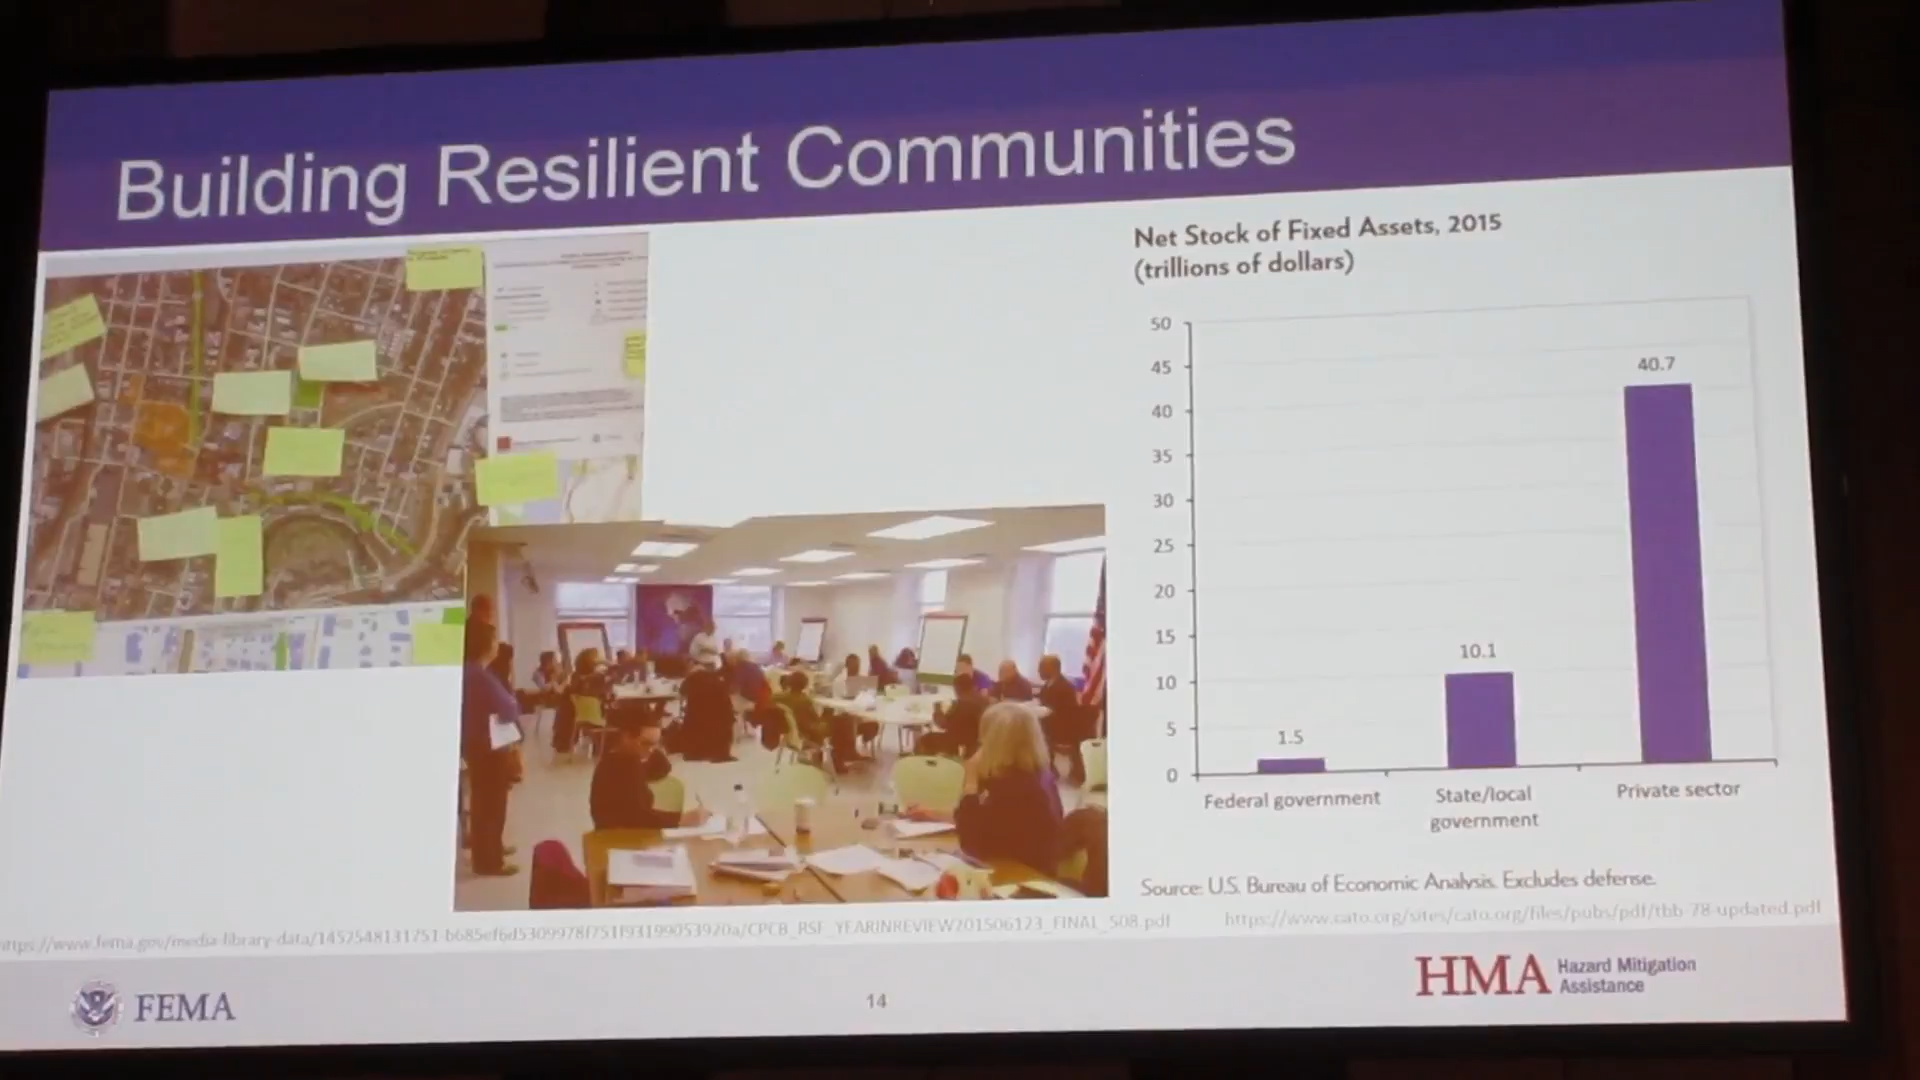 Building Resilient Communities
Net Stock of Fixed Assets, 2015
(trillions of dollars)
50
45
40
35
30
25
20
15
10
5
0
1.5
10.1
40.7
Federal government
State/local
government
Private sector
Source: U.S. Bureau of Economic Analysis. Excludes defense.
https://www.cato.org/sites/cato.org/files/pubs/pdf/tbb-78-updated.pdf
FEMA
14
HMA Hazard Mitigation
Assistance